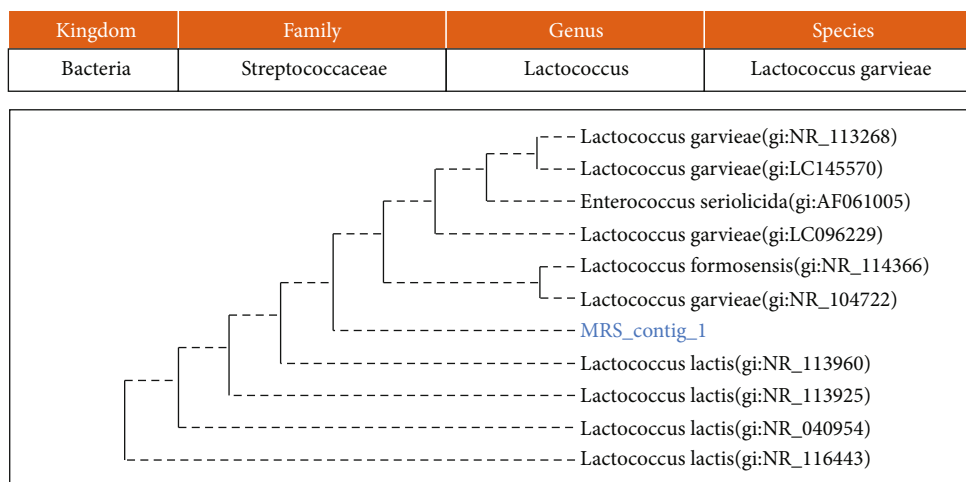 Kingdom Family Genus Species
Bacteria Streptococcaceae Lactococcus Lactococcus garvieae
Lactococcus garvieae(gi:NR_113268)
Lactococcus garvieae(gi:LC145570)
Enterococcus seriolicida(gi:AF061005)
Lactococcus garvieae(gi:LC096229)
Lactococcus formosensis(gi:NR_114366)
Lactococcus garvieae(gi:NR_104722)
MRS_contig_1
Lactococcus lactis(gi:NR_113960)
Lactococcus lactis(gi:NR_113925)
Lactococcus lactis(gi:NR_040954)
Lactococcus lactis(gi:NR_116443)